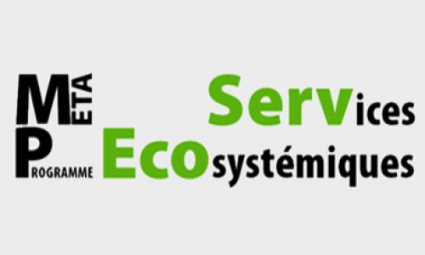 META Services
PROGRAMME Ecosystémiques